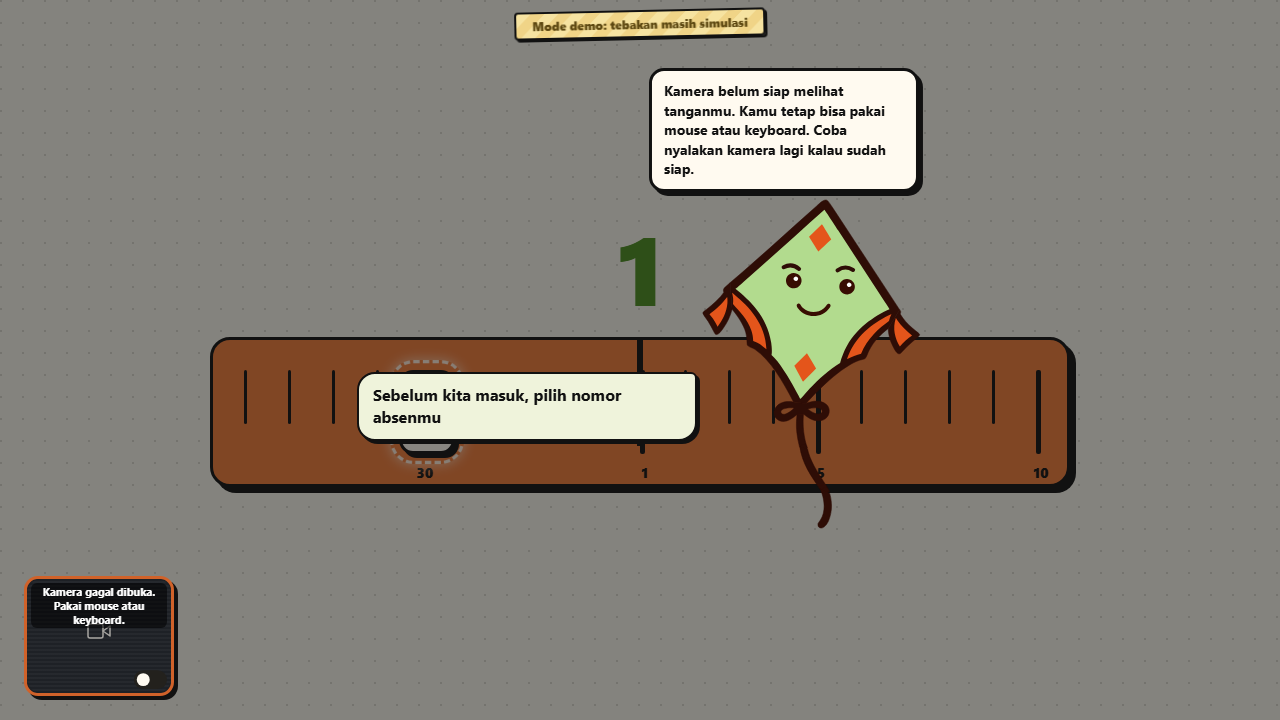 Mode demo: tebakan masih simulasi
Kamera belum siap melihat
tanganmu. Kamu tetap bisa pakai
mouse atau keyboard. Coba
nyalakan kamera lagi kalau sudah
siap.
1
Sebelum kita masuk, pilih nomor
absenmu
30
1
5
10
Kamera gagal dibuka.
Pakai mouse atau
keyboard.